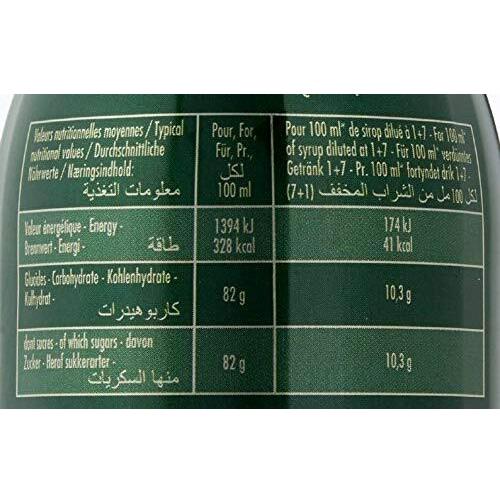 Valeurs nutritionnelles moyennes / Typical
nutritional values / Durchschnittliche
Nährwerte / Næringsindhold:
معلومات التغذية
Pour, For,
Für, Pr.,
لكل
100 ml
Pour 100 ml* de sirop dilué à 1+7 - For 100 ml*
of syrup diluted at 1+7 - Für 100 ml* verdünntes
Getränk 1+7 - Pr. 100 ml* fortyndet drik 1+7 -
لكل 100 مل من الشراب المخفف (7+1)
Valeur énergétique - Energy -
Brennwert - Energi -
طاقة
1394 kJ
328 kcal
174 kJ
41 kcal
Glucides - Carbohydrate - Kohlenhydrate -
Kulhydrat -
كاربوهيدرات
82 g
10,3 g
dont sucres - of which sugars - davon
Zucker - Heraf sukkerarter -
منها السكريات
82 g
10,3 g